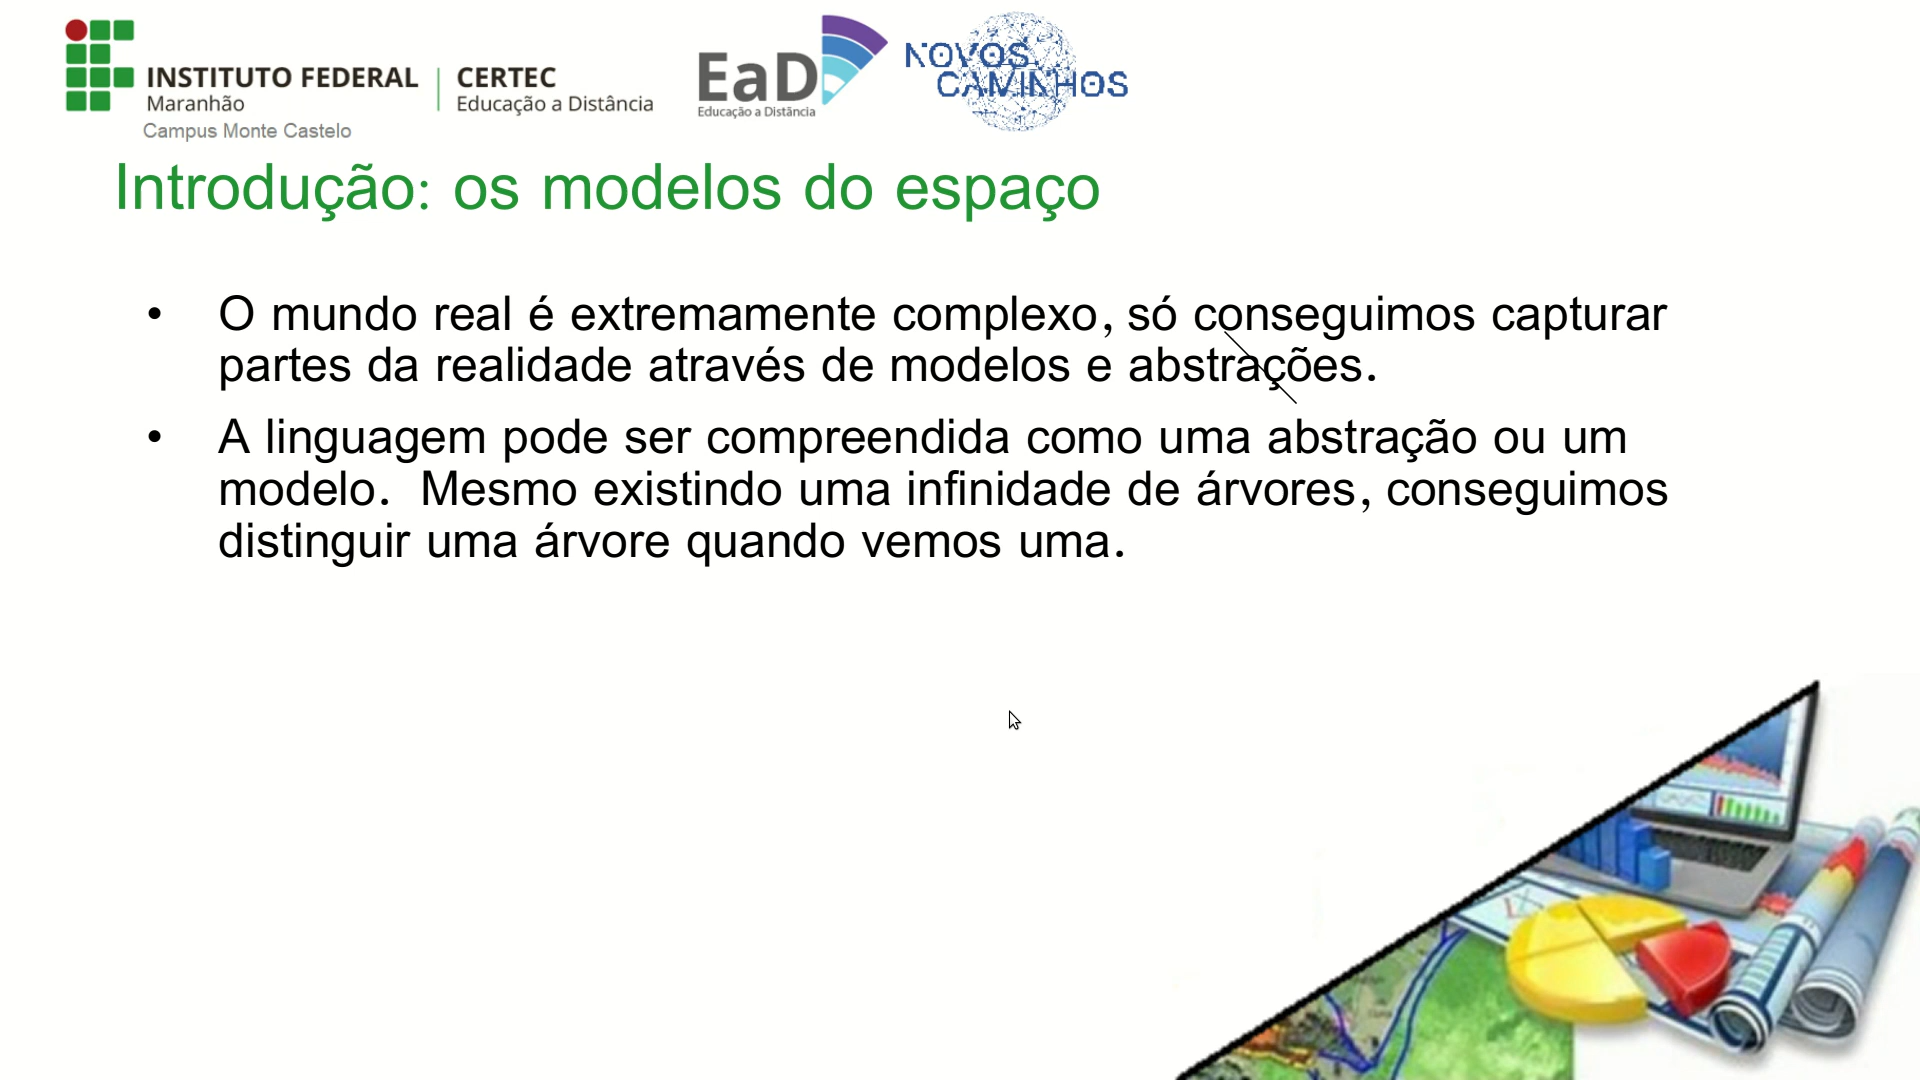 INSTITUTO FEDERAL
Maranhão
Campus Monte Castelo
CERTEC
Educação a Distância
EaD
Educação a Distância
NOVOS
CAMINHOS
Introdução: os modelos do espaço
• O mundo real é extremamente complexo, só conseguimos capturar
partes da realidade através de modelos e abstrações.
• A linguagem pode ser compreendida como uma abstração ou um
modelo.  Mesmo existindo uma infinidade de árvores, conseguimos
distinguir uma árvore quando vemos uma.